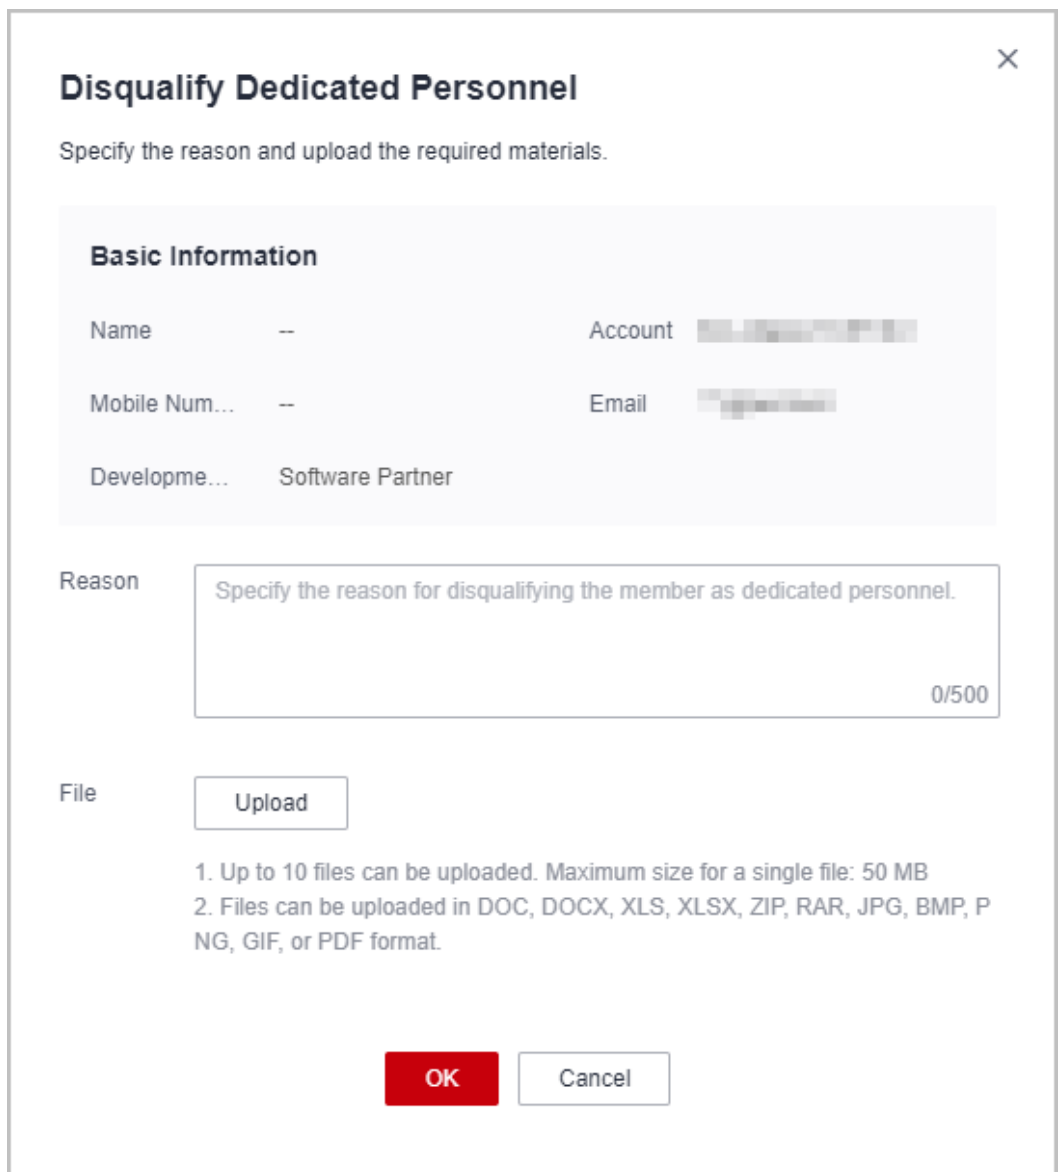 Disqualify Dedicated Personnel
Specify the reason and upload the required materials.
Basic Information
Name -- Account
Mobile Num... -- Email
Developme... Software Partner
Reason
Specify the reason for disqualifying the member as dedicated personnel.
0/500
File
Upload
1. Up to 10 files can be uploaded. Maximum size for a single file: 50 MB
2. Files can be uploaded in DOC, DOCX, XLS, XLSX, ZIP, RAR, JPG, BMP, P
NG, GIF, or PDF format.
OK Cancel